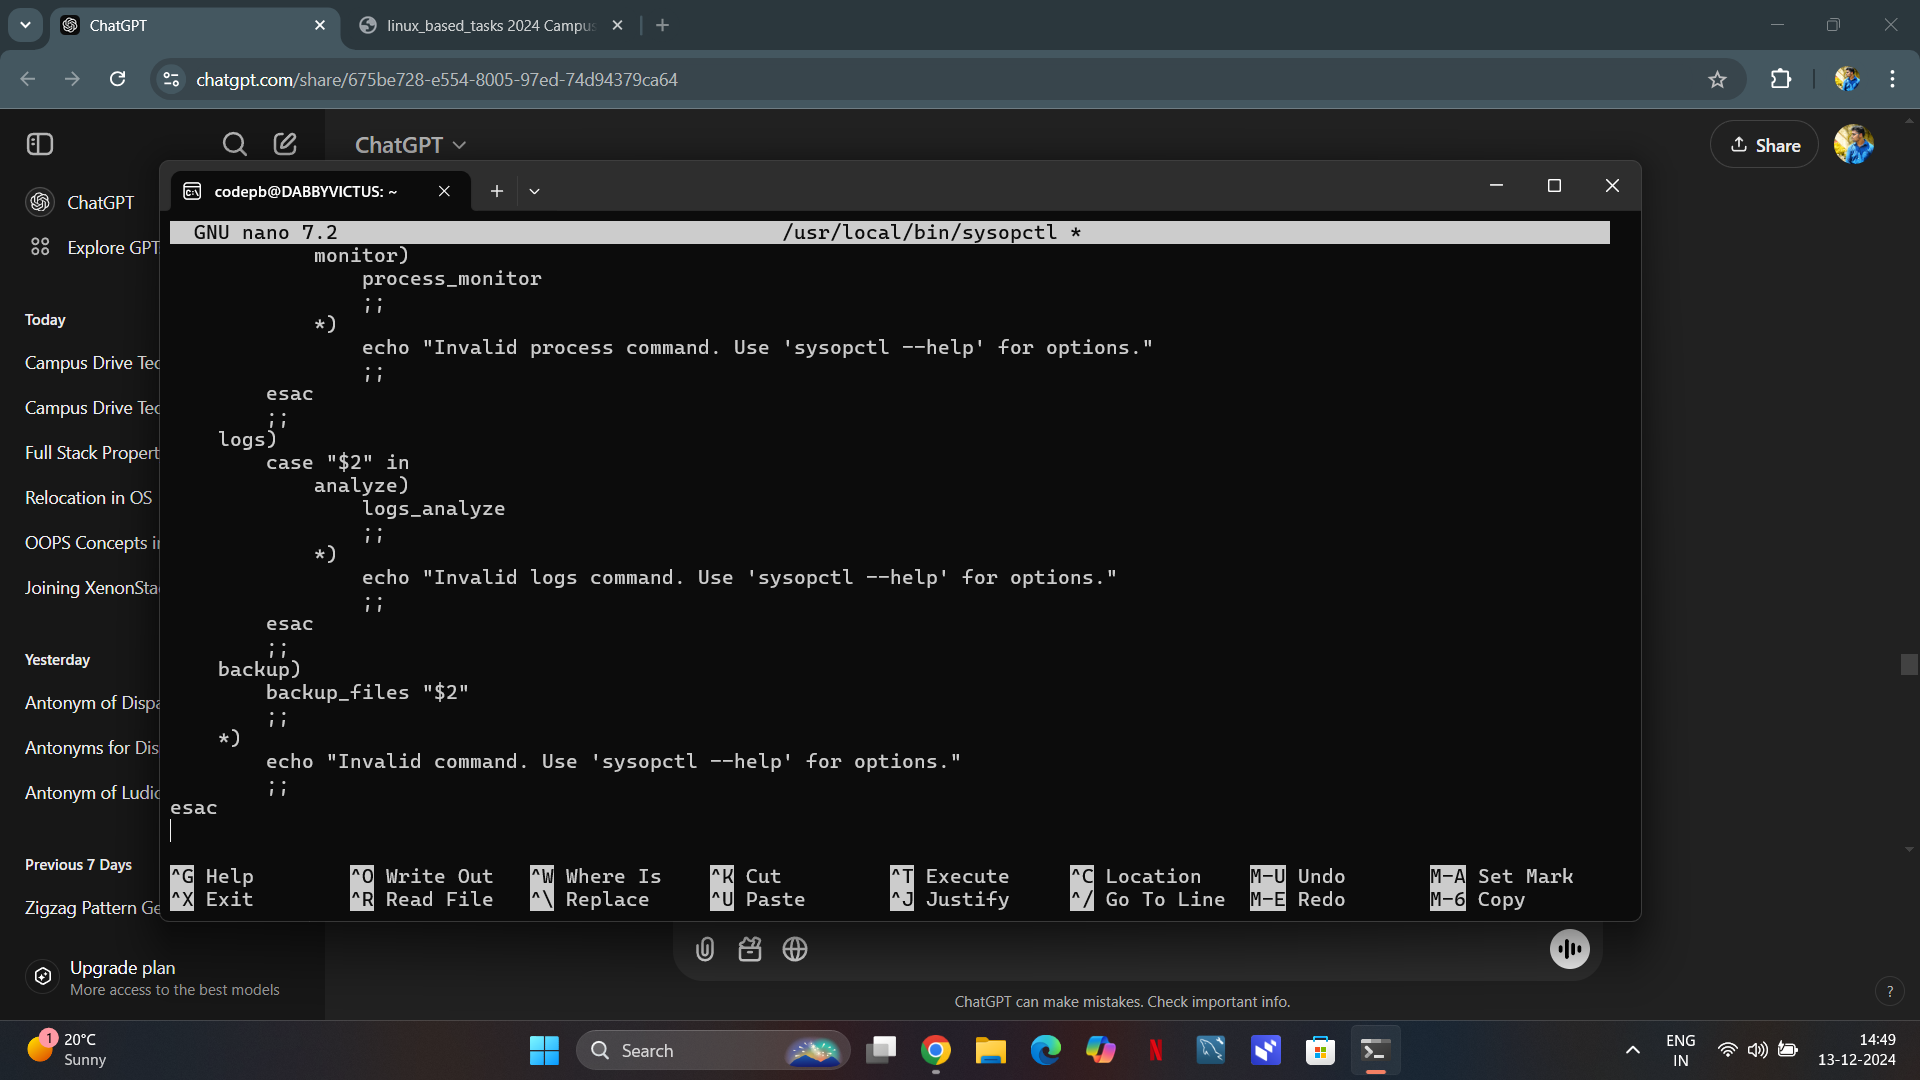 ChatGPT
linux_based_tasks 2024 Campus
chatgpt.com/share/675be728-e554-8005-97ed-74d94379ca64
ChatGPT
Share
ChatGPT
Explore GPT
Today
Campus Drive Tec
Campus Drive Tec
Full Stack Propert
Relocation in OS
OOPS Concepts i
Joining XenonSta
Yesterday
Antonym of Dispa
Antonyms for Dis
Antonym of Ludic
Previous 7 Days
Zigzag Pattern Ge
Upgrade plan
More access to the best models
codepb@DABBYVICTUS: ~
GNU nano 7.2 /usr/local/bin/sysopctl *
monitor)
process_monitor
;;
*)
echo "Invalid process command. Use 'sysopctl --help' for options."
;;
esac
;;
logs)
case "$2" in
analyze)
logs_analyze
;;
*)
echo "Invalid logs command. Use 'sysopctl --help' for options."
;;
esac
;;
backup)
backup_files "$2"
;;
*)
echo "Invalid command. Use 'sysopctl --help' for options."
;;
esac
^G Help ^O Write Out ^W Where Is ^K Cut ^T Execute ^C Location M-U Undo M-A Set Mark
^X Exit ^R Read File ^\ Replace ^U Paste ^J Justify ^/ Go To Line M-E Redo M-6 Copy
ChatGPT can make mistakes. Check important info.
?
1
20°C
Sunny
Search
ENG
IN
14:49
13-12-2024